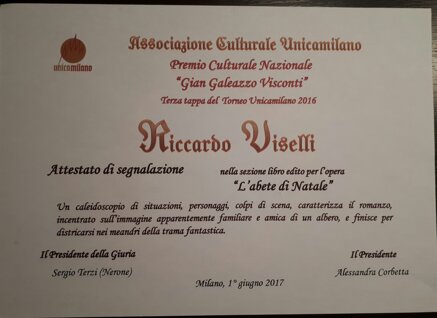 unicamilano
Associazione Culturale Unicamilano
Premio Culturale Nazionale
“Gian Galeazzo Visconti”
Terza tappa del Torneo Unicamilano 2016
Riccardo Viselli
Attestato di segnalazione nella sezione libro edito per l'opera
“L'abete di Natale”
Un caleidoscopio di situazioni, personaggi, colpi di scena, caratterizza il romanzo,
incentrato sull'immagine apparentemente familiare e amica di un albero, e finisce per
districarsi nei meandri della trama fantastica.
Il Presidente della Giuria Il Presidente
Sergio Terzi (Nerone) Alessandra Corbetta
Milano, 1° giugno 2017